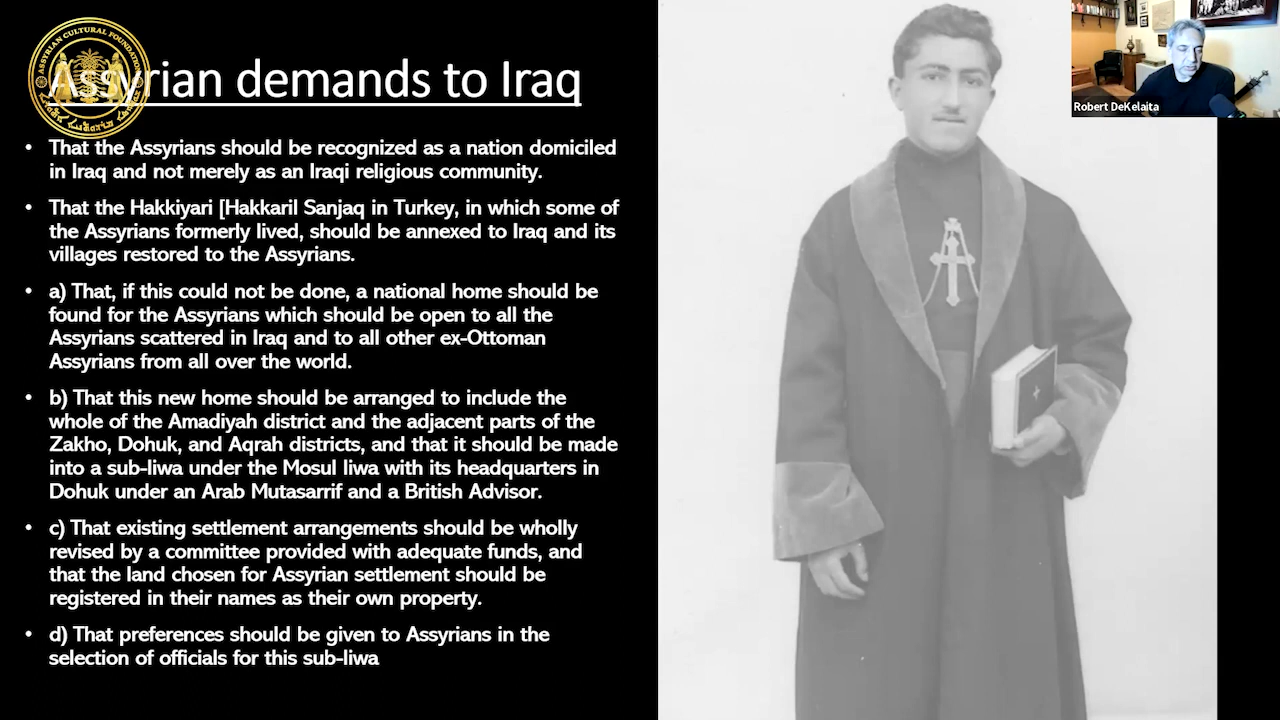 ASSYRIAN CULTURAL FOUNDATION
Assyrian demands to Iraq
Robert DeKelaita
• That the Assyrians should be recognized as a nation domiciled
in Iraq and not merely as an Iraqi religious community.
• That the Hakkiyari [Hakkaril Sanjaq in Turkey, in which some of
the Assyrians formerly lived, should be annexed to Iraq and its
villages restored to the Assyrians.
• a) That, if this could not be done, a national home should be
found for the Assyrians which should be open to all the
Assyrians scattered in Iraq and to all other ex-Ottoman
Assyrians from all over the world.
• b) That this new home should be arranged to include the
whole of the Amadiyah district and the adjacent parts of the
Zakho, Dohuk, and Aqrah districts, and that it should be made
into a sub-liwa under the Mosul liwa with its headquarters in
Dohuk under an Arab Mutasarrif and a British Advisor.
• c) That existing settlement arrangements should be wholly
revised by a committee provided with adequate funds, and
that the land chosen for Assyrian settlement should be
registered in their names as their own property.
• d) That preferences should be given to Assyrians in the
selection of officials for this sub-liwa